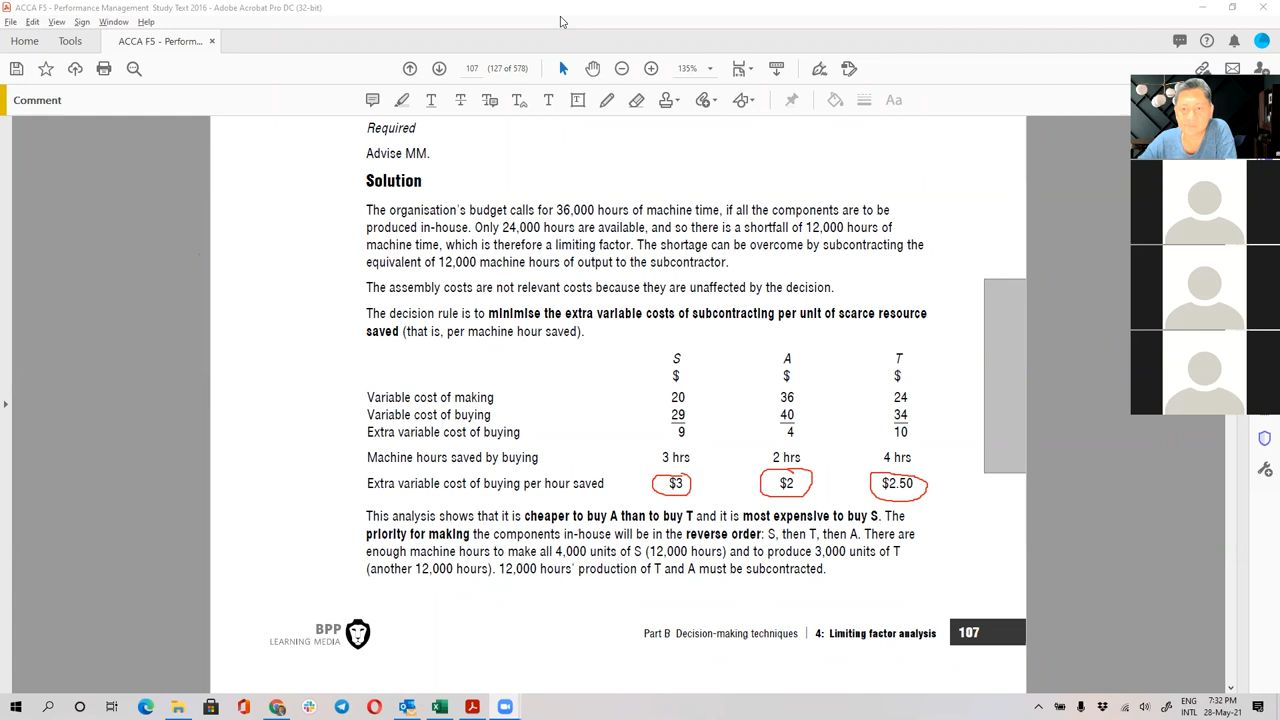 ACCA F5 - Performance Management Study Text 2016 - Adobe Acrobat Pro DC (32-bit)
File Edit View Sign Window Help
Home Tools ACCA F5 - Perform... ×
107 (127 of 578) 135%
Comment
Aa
Required
Advise MM.
Solution
The organisation's budget calls for 36,000 hours of machine time, if all the components are to be
produced in-house. Only 24,000 hours are available, and so there is a shortfall of 12,000 hours of
machine time, which is therefore a limiting factor. The shortage can be overcome by subcontracting the
equivalent of 12,000 machine hours of output to the subcontractor.
The assembly costs are not relevant costs because they are unaffected by the decision.
The decision rule is to minimise the extra variable costs of subcontracting per unit of scarce resource
saved (that is, per machine hour saved).
S A T
$ $ $
Variable cost of making 20 36 24
Variable cost of buying 29 40 34
Extra variable cost of buying 9 4 10
Machine hours saved by buying 3 hrs 2 hrs 4 hrs
Extra variable cost of buying per hour saved $3 $2 $2.50
This analysis shows that it is cheaper to buy A than to buy T and it is most expensive to buy S. The
priority for making the components in-house will be in the reverse order: S, then T, then A. There are
enough machine hours to make all 4,000 units of S (12,000 hours) and to produce 3,000 units of T
(another 12,000 hours). 12,000 hours' production of T and A must be subcontracted.
BPP
LEARNING MEDIA
Part B Decision-making techniques | 4: Limiting factor analysis 107
ENG 7:32 PM
INTL 28-May-21